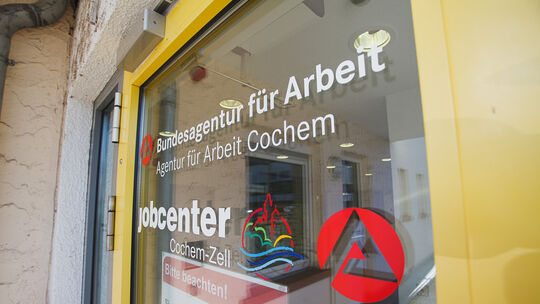 Bundesagentur für Arbeit
Agentur für Arbeit Cochem
jobcenter
Cochem-Zell
Bitte beachten!